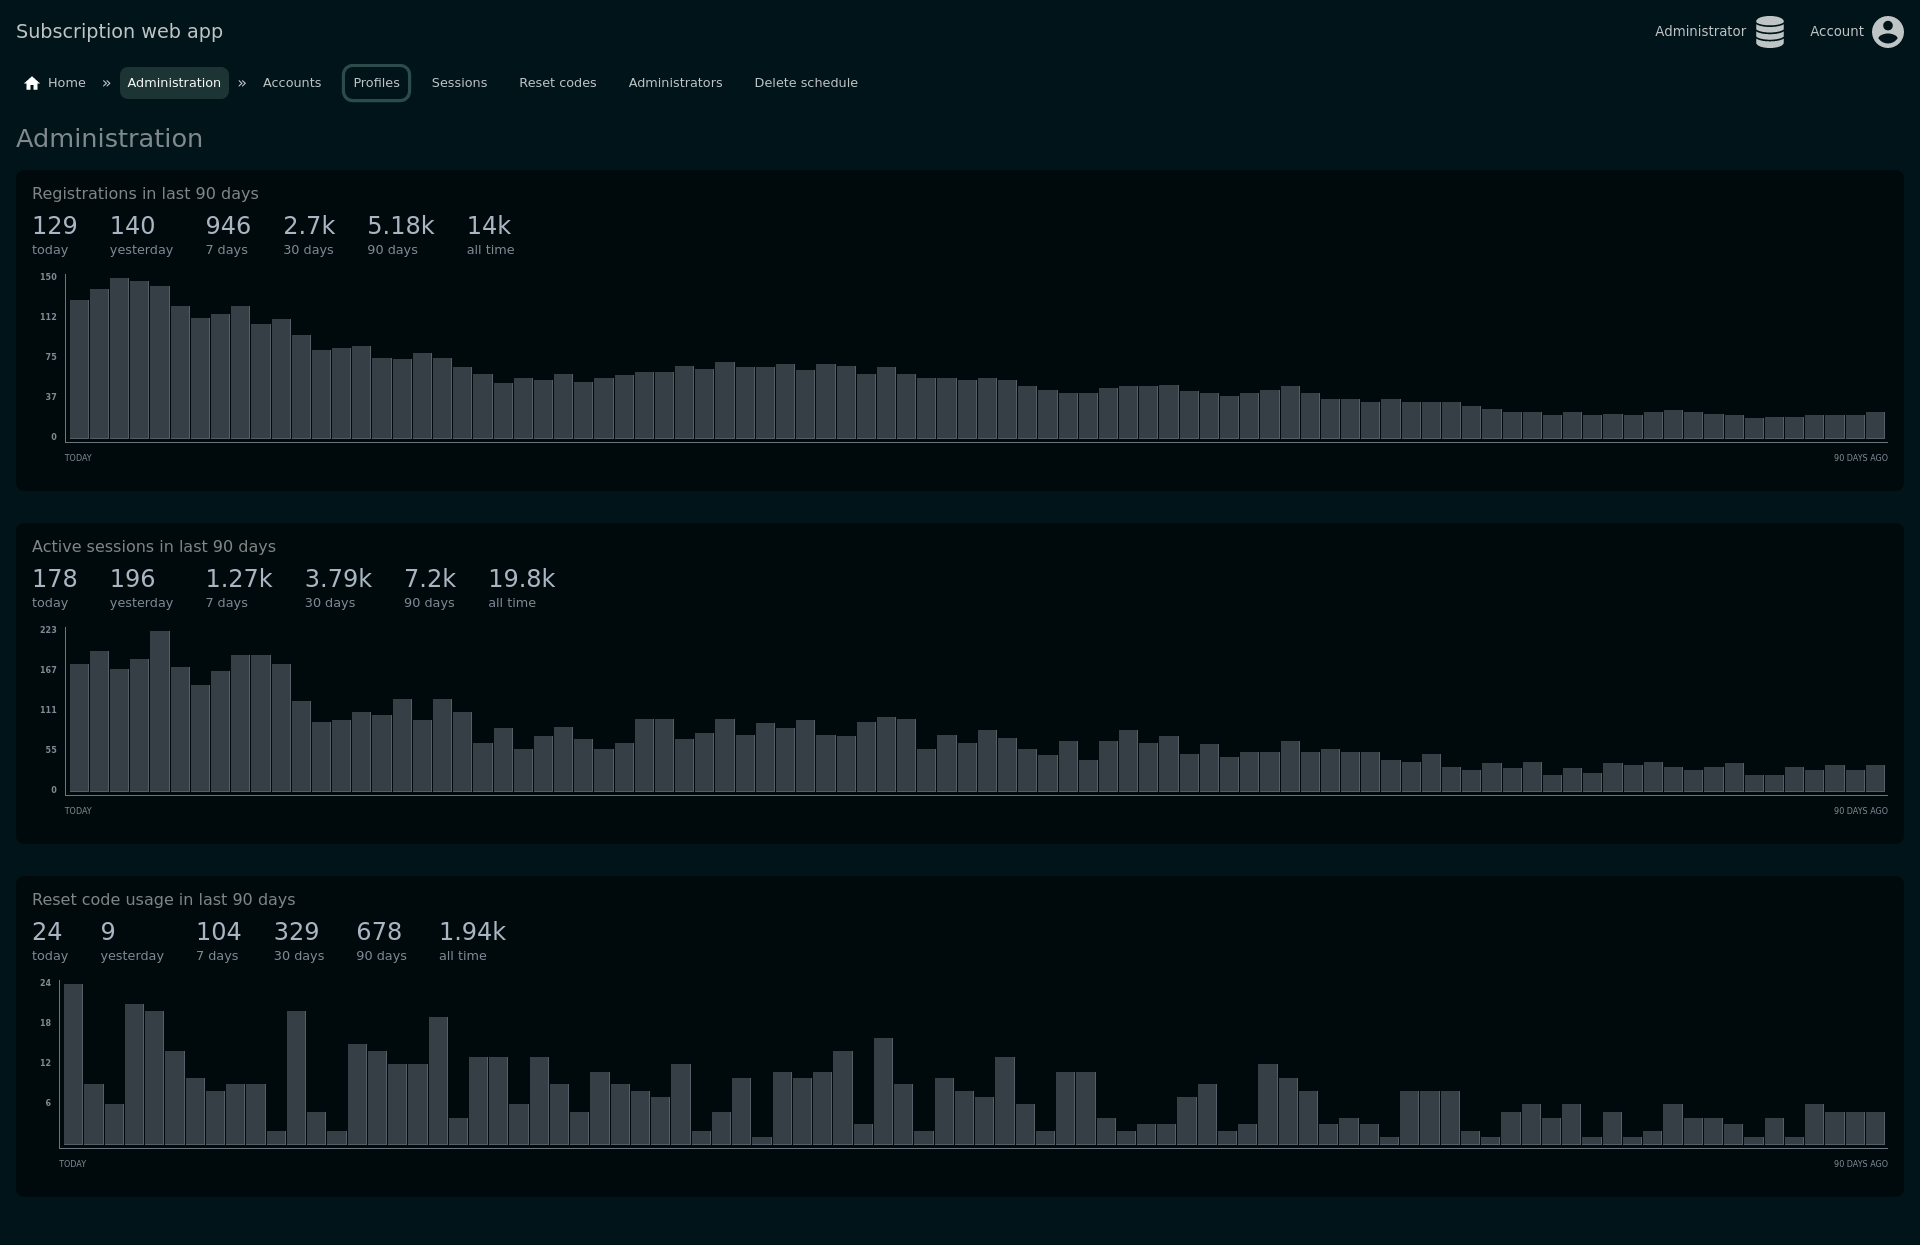 Subscription web app
Administrator
Account
Home » Administration » Accounts Profiles Sessions Reset codes Administrators Delete schedule
Administration
Registrations in last 90 days
129 140 946 2.7k 5.18k 14k
today yesterday 7 days 30 days 90 days all time
150
112
75
37
0
TODAY 90 DAYS AGO
Active sessions in last 90 days
178 196 1.27k 3.79k 7.2k 19.8k
today yesterday 7 days 30 days 90 days all time
223
167
111
55
0
TODAY 90 DAYS AGO
Reset code usage in last 90 days
24 9 104 329 678 1.94k
today yesterday 7 days 30 days 90 days all time
24
18
12
6
TODAY 90 DAYS AGO